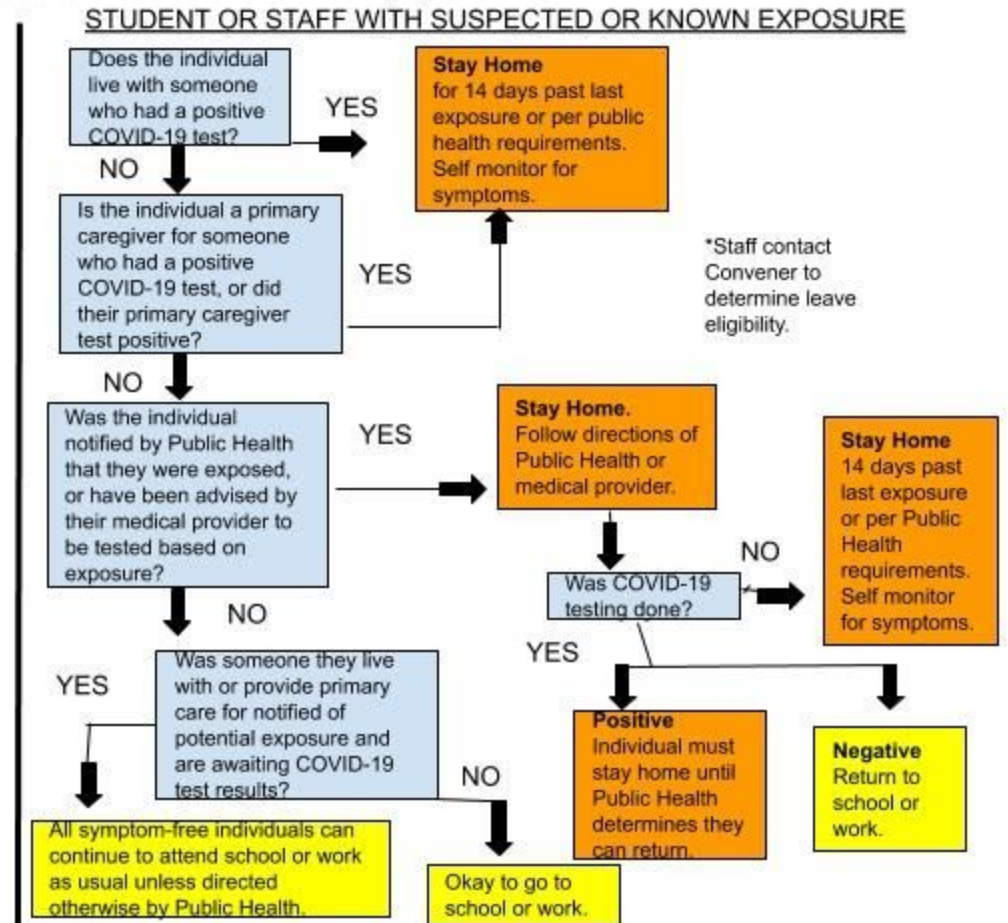 STUDENT OR STAFF WITH SUSPECTED OR KNOWN EXPOSURE
Does the individual
live with someone
who had a positive
COVID-19 test?
YES
Stay Home
for 14 days past last
exposure or per public
health requirements.
Self monitor for
symptoms.
NO
Is the individual a primary
caregiver for someone
who had a positive
COVID-19 test, or did
their primary caregiver
test positive?
YES
*Staff contact
Convener to
determine leave
eligibility.
NO
Was the individual
notified by Public Health
that they were exposed,
or have been advised by
their medical provider to
be tested based on
exposure?
YES
Stay Home.
Follow directions of
Public Health or
medical provider.
Stay Home
14 days past
last exposure
or per Public
Health
requirements.
Self monitor
for symptoms.
NO
Was COVID-19
testing done?
NO
YES
Was someone they live
with or provide primary
care for notified of
potential exposure and
are awaiting COVID-19
test results?
YES
NO
Positive
Individual must
stay home until
Public Health
determines they
can return.
Negative
Return to
school or
work.
All symptom-free individuals can
continue to attend school or work
as usual unless directed
otherwise by Public Health.
Okay to go to
school or work.